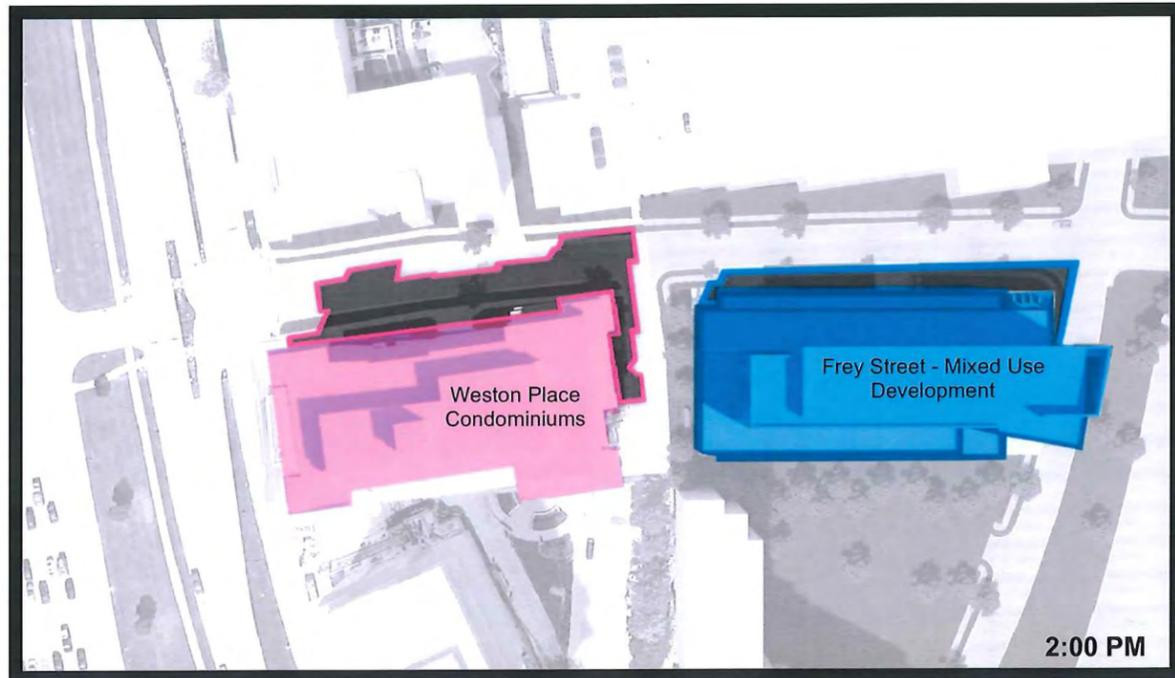 Weston Place
Condominiums
Frey Street - Mixed Use
Development
2:00 PM